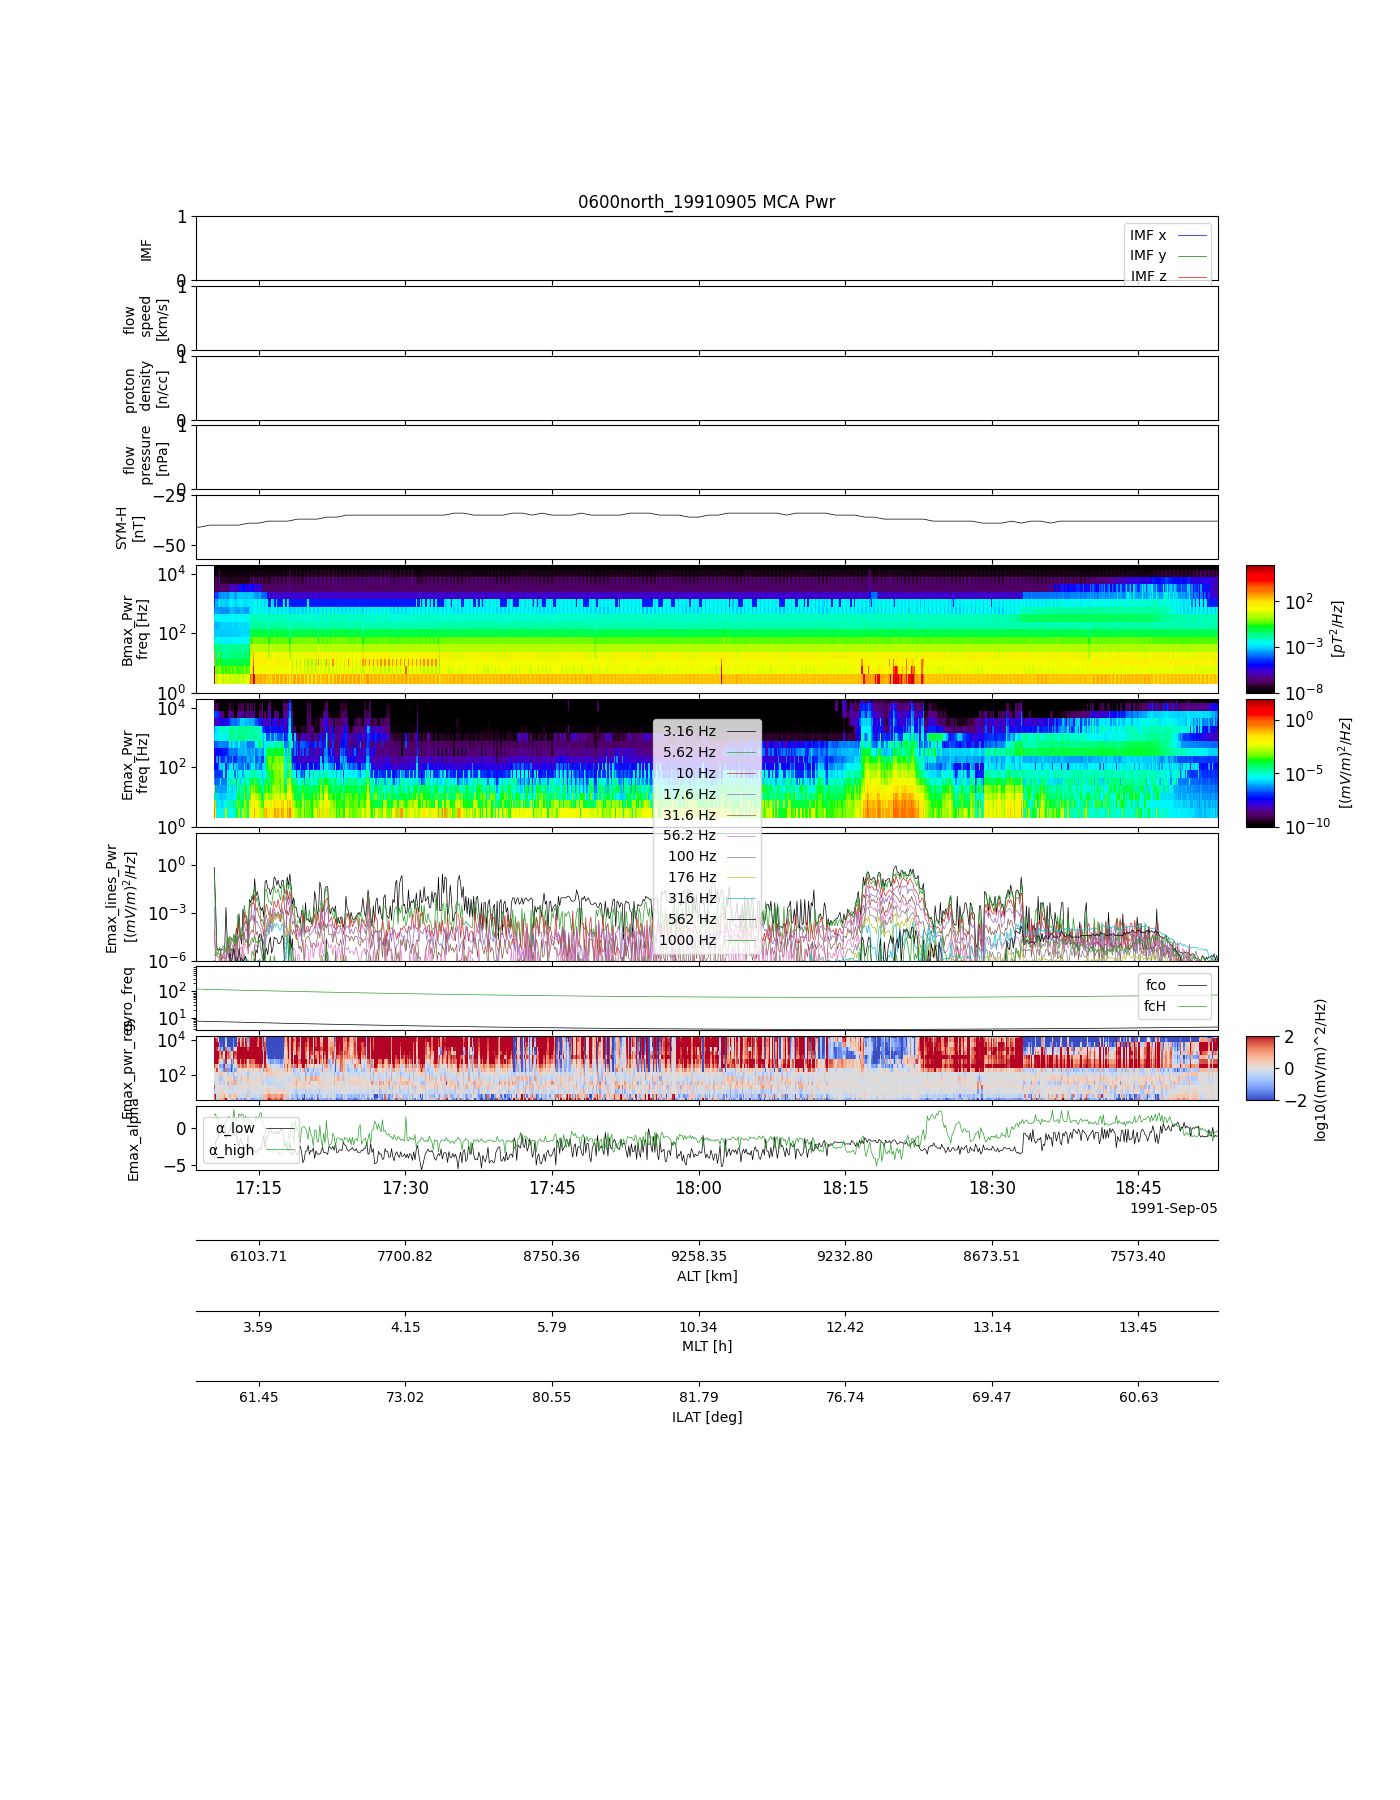 0600north_19910905 MCA Pwr
1
0
IMF
IMF x
IMF y
IMF z
1
0
flow
speed
[km/s]
1
0
proton
density
[n/cc]
1
0
flow
pressure
[nPa]
−25
−50
SYM-H
[nT]
10^4
10^2
10^0
Bmax_Pwr
freq [Hz]
10^2
10^−3
10^−8
[pT^2/Hz]
10^4
10^2
10^0
Emax_Pwr
freq [Hz]
10^0
10^−5
10^−10
[(mV/m)^2/Hz]
3.16 Hz
5.62 Hz
10 Hz
17.6 Hz
31.6 Hz
56.2 Hz
100 Hz
176 Hz
316 Hz
562 Hz
1000 Hz
10^0
10^−3
10^−6
Emax_lines_Pwr
[(mV/m)^2/Hz]
10^2
10^1
gyro_freq
fco
fcH
10^4
10^2
Emax_pwr_reg
2
0
−2
log10((mV/m)^2/Hz)
0
−5
Emax_alpha
α_low
α_high
17:15 17:30 17:45 18:00 18:15 18:30 18:45
1991-Sep-05
6103.71 7700.82 8750.36 9258.35 9232.80 8673.51 7573.40
ALT [km]
3.59 4.15 5.79 10.34 12.42 13.14 13.45
MLT [h]
61.45 73.02 80.55 81.79 76.74 69.47 60.63
ILAT [deg]